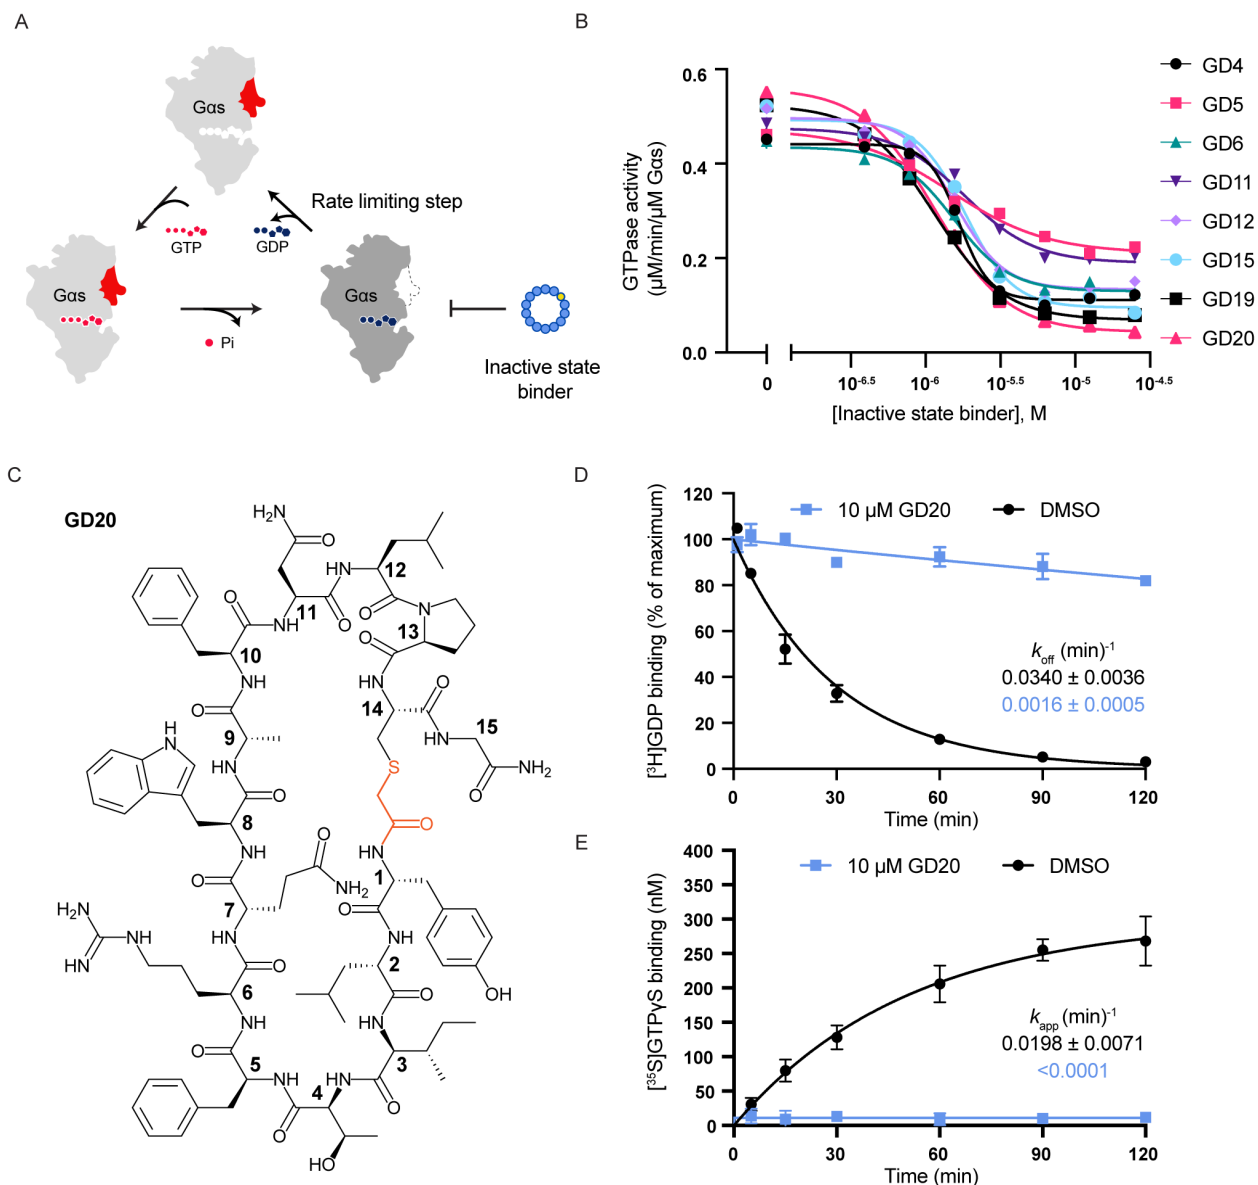 A
Gαs
Rate limiting step
GTP
GDP
Gαs
Gαs
Pi
Inactive state
binder
B
GTPase activity
(μM/min/μM Gαs)
0.6
0.4
0.2
0.0
0
10-6.5
10-6
10-5.5
10-5
10-4.5
[Inactive state binder], M
GD4
GD5
GD6
GD11
GD12
GD15
GD19
GD20
C
GD20
H2N
O
HN
12
O
N
O
11
NH
O
O
13
10
NH
HN
O
14
15
HN
NH2
O
O
9
H
N
HN
O
8
S
O
NH
O
O
NH2
HN
1
7
O
H2N
NH
HN
NH
O
NH
2
OH
6
O
NH
HN
O
3
5
NH
4
NH
O
O
O
HO
D
[3H]GDP binding (% of maximum)
120
100
80
60
40
20
0
10 μM GD20
DMSO
koff (min)-1
0.0340 ± 0.0036
0.0016 ± 0.0005
0
30
60
90
120
Time (min)
E
[35S]GTPγS binding (nM)
400
350
300
250
200
150
100
50
0
10 μM GD20
DMSO
kapp (min)-1
0.0198 ± 0.0071
<0.0001
0
30
60
90
120
Time (min)